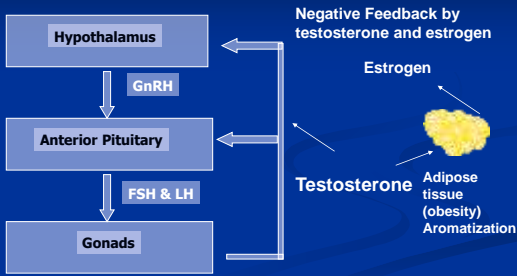 Negative Feedback by
testosterone and estrogen
Hypothalamus
Estrogen
GnRH
Anterior Pituitary
Testosterone
Adipose
tissue
(obesity)
Aromatization
FSH & LH
Gonads